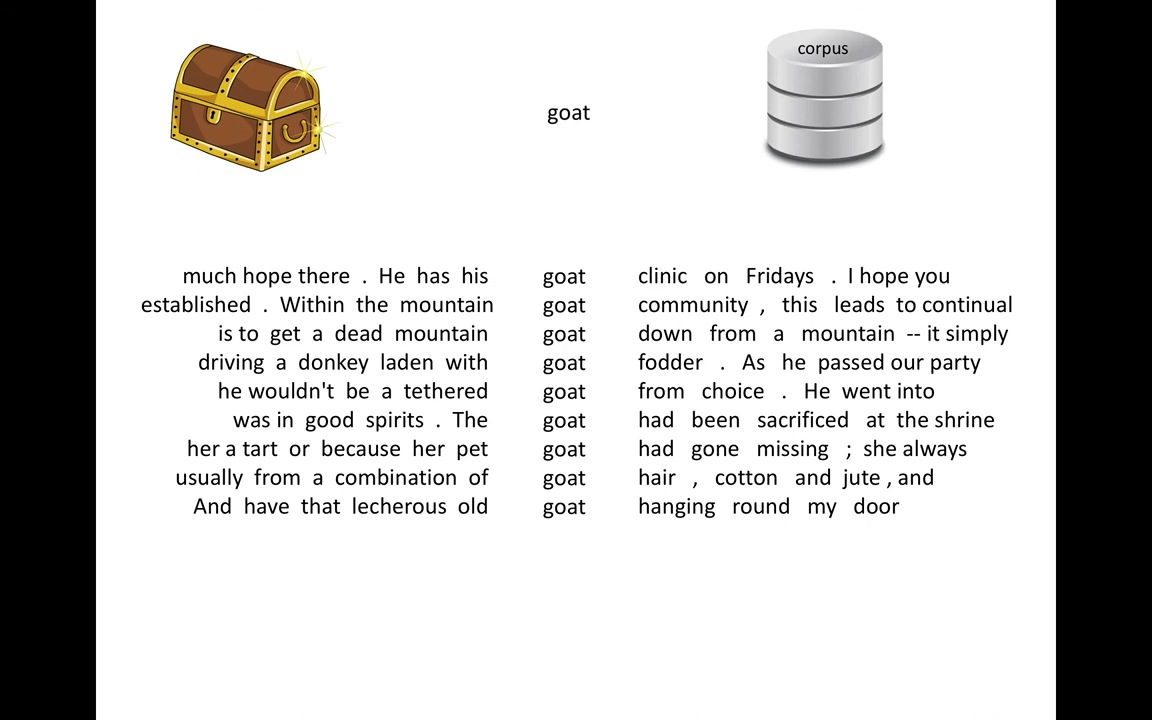 corpus
goat
much hope there . He has his goat clinic on Fridays . I hope you
established . Within the mountain goat community , this leads to continual
is to get a dead mountain goat down from a mountain -- it simply
driving a donkey laden with goat fodder . As he passed our party
he wouldn't be a tethered goat from choice . He went into
was in good spirits . The goat had been sacrificed at the shrine
her a tart or because her pet goat had gone missing ; she always
usually from a combination of goat hair , cotton and jute , and
And have that lecherous old goat hanging round my door